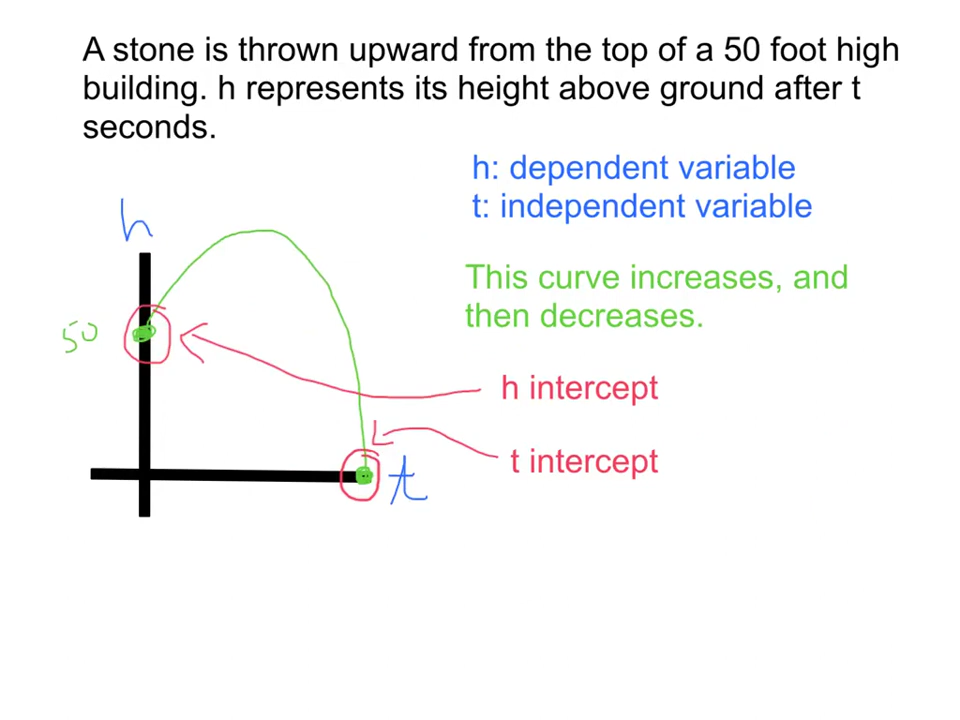 A stone is thrown upward from the top of a 50 foot high
building. h represents its height above ground after t
seconds.
h: dependent variable
t: independent variable
h
This curve increases, and
then decreases.
50
h intercept
t intercept
t